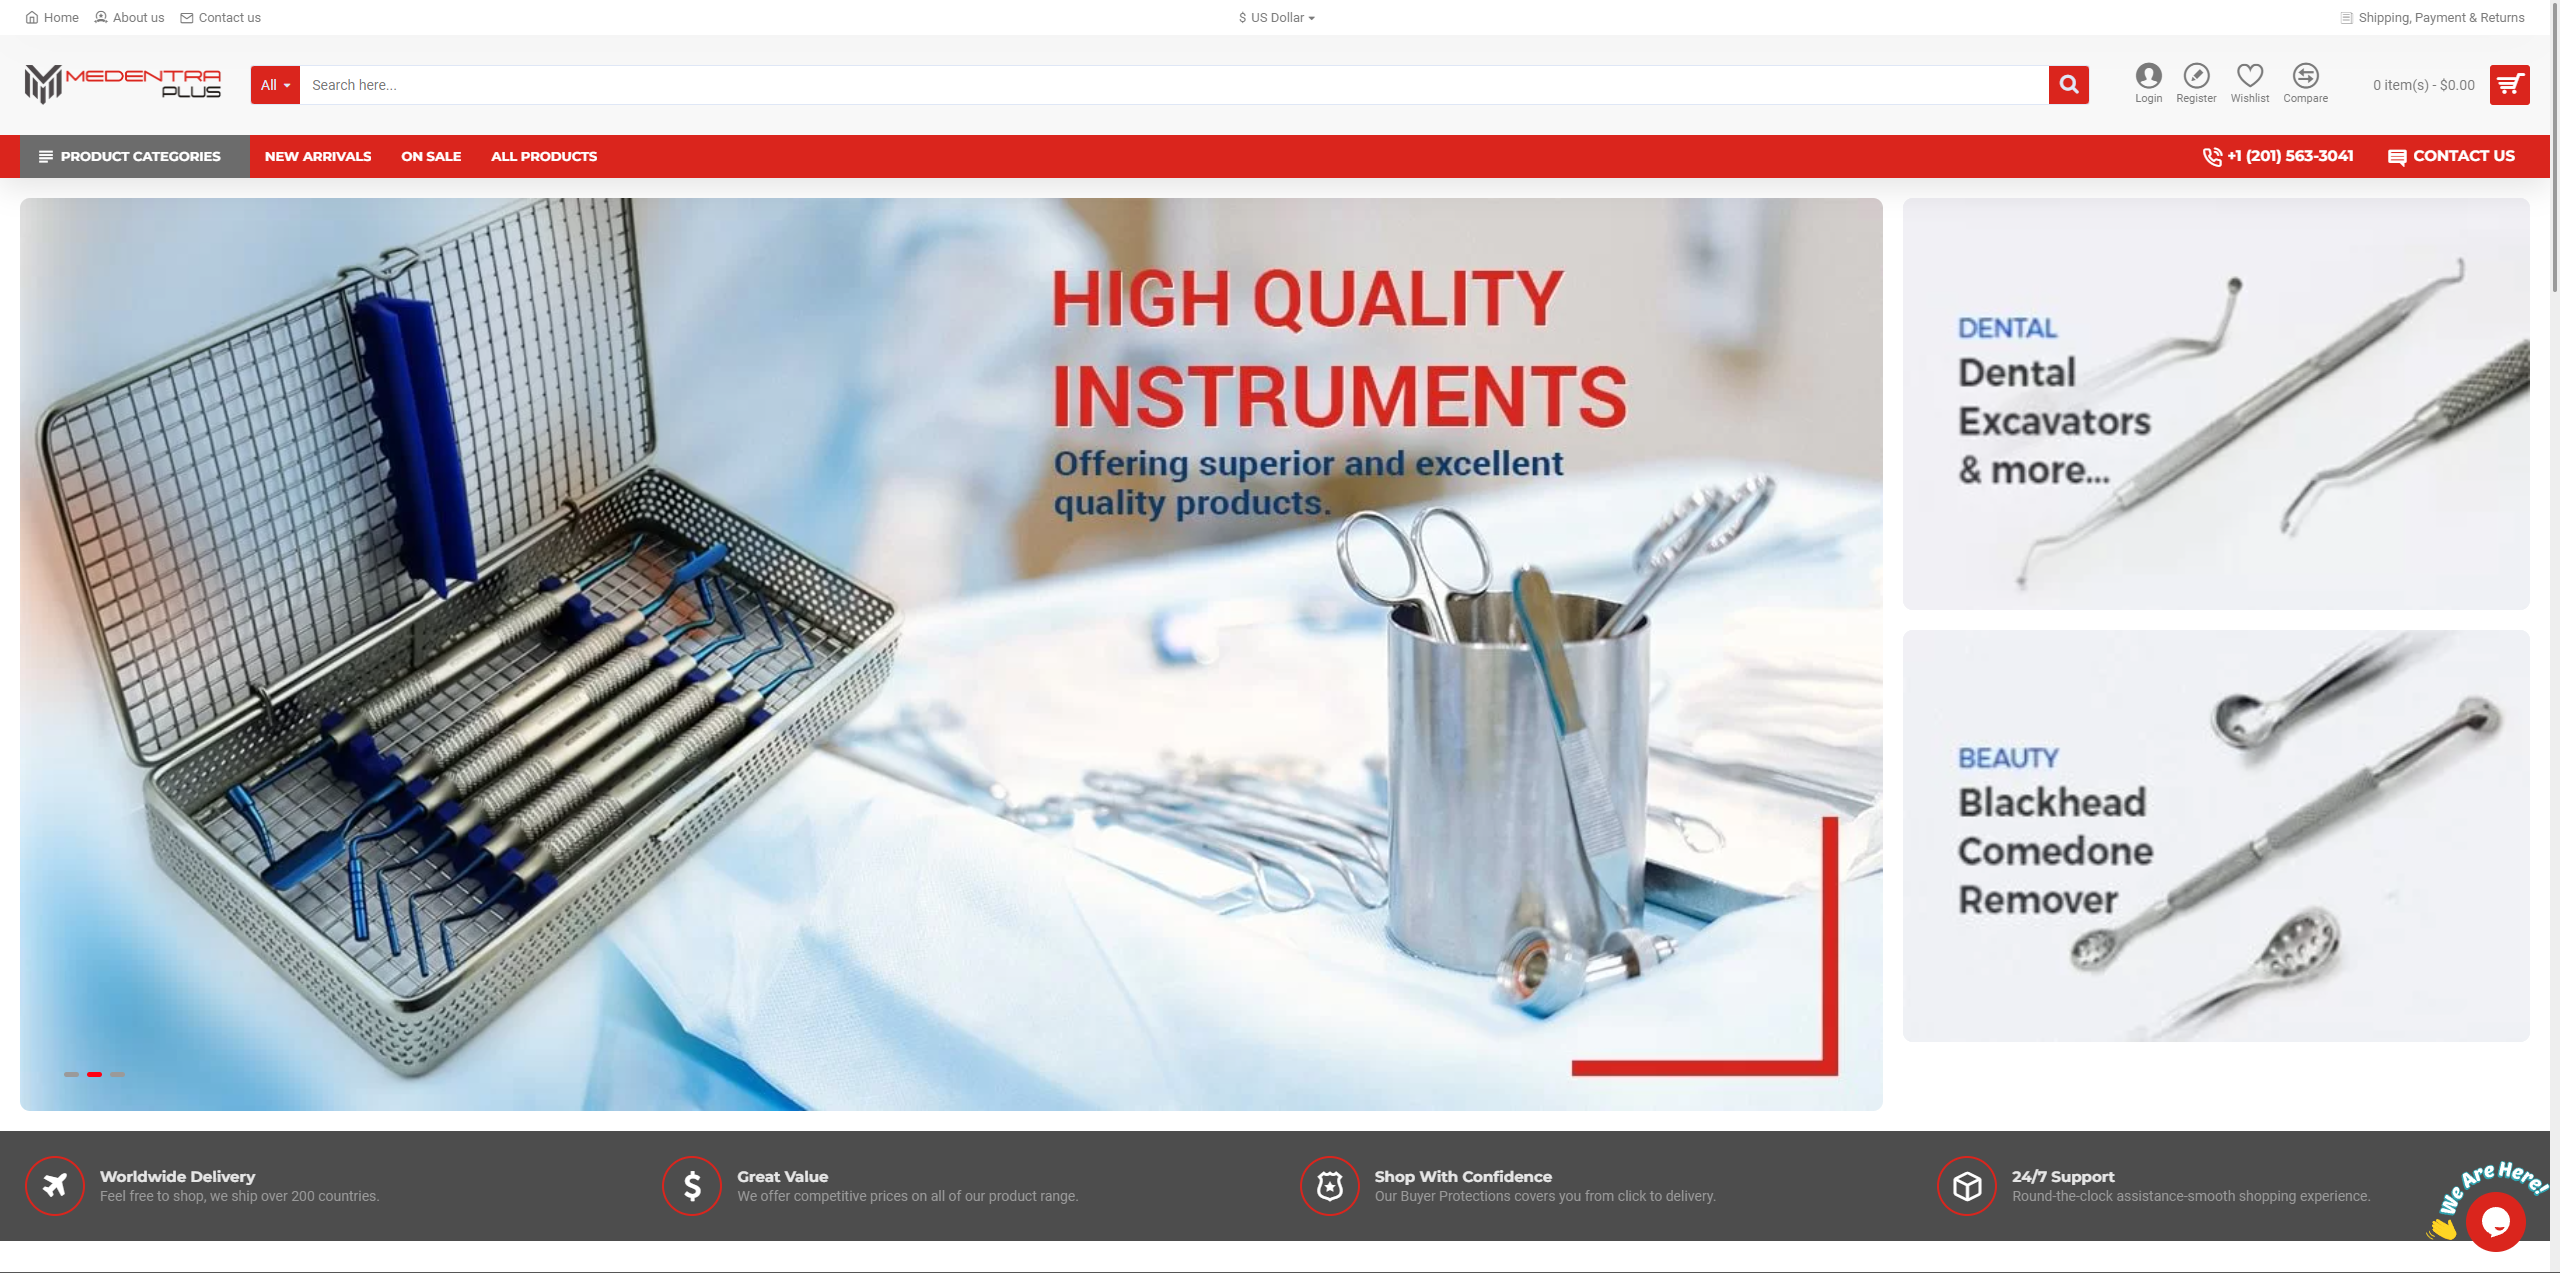 Home About us Contact us
$ US Dollar
Shipping, Payment & Returns
MEDENTRA
PLUS
All
Search here...
Login Register Wishlist Compare
0 item(s) - $0.00
PRODUCT CATEGORIES
NEW ARRIVALS ON SALE ALL PRODUCTS
+1 (201) 563-3041
CONTACT US
HIGH QUALITY
INSTRUMENTS
Offering superior and excellent
quality products.
DENTAL
Dental
Excavators
& more...
BEAUTY
Blackhead
Comedone
Remover
Worldwide Delivery
Feel free to shop, we ship over 200 countries.
Great Value
We offer competitive prices on all of our product range.
Shop With Confidence
Our Buyer Protections covers you from click to delivery.
24/7 Support
Round-the-clock assistance-smooth shopping experience.
We Are Here!